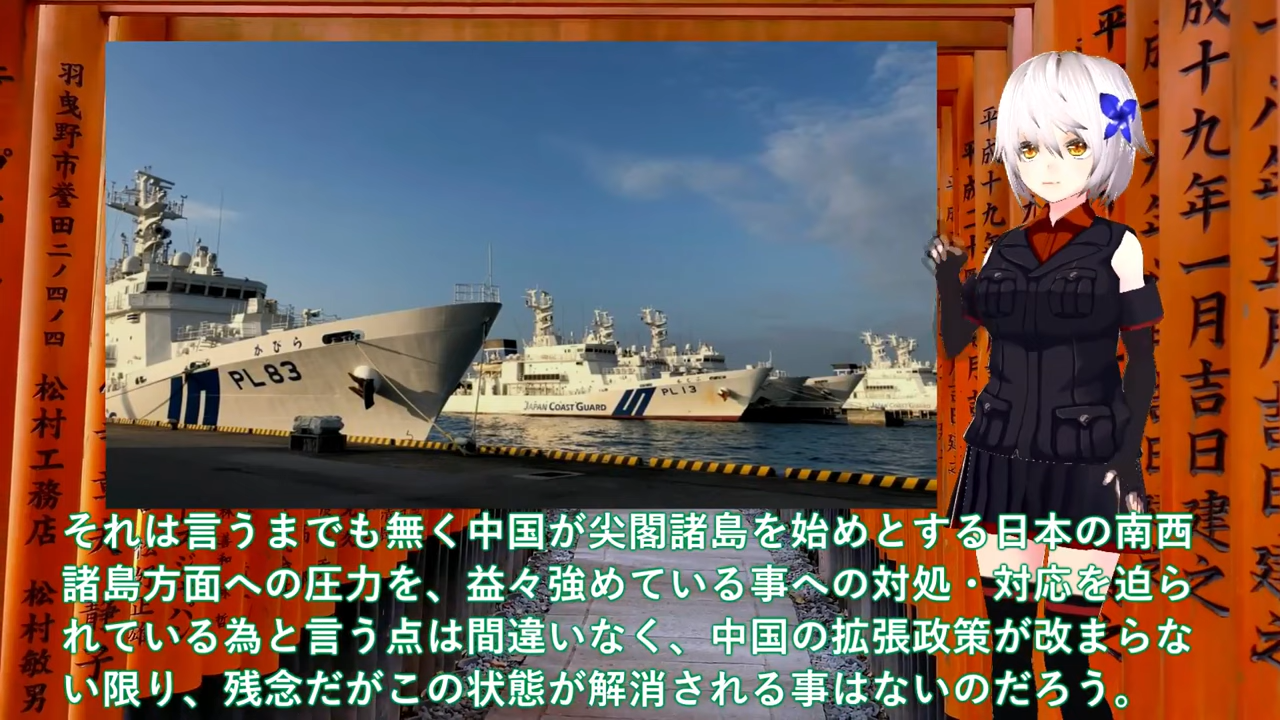 羽曳野市誉田二ノ四ノ四
松村工務店
松村敏男
かびら
PL 83
JAPAN COAST GUARD
PL 13
平成十九年一月吉日建之
それは言うまでも無く中国が尖閣諸島を始めとする日本の南西
諸島方面への圧力を、益々強めている事への対処・対応を迫ら
れている為と言う点は間違いなく、中国の拡張政策が改まらな
い限り、残念だがこの状態が解消される事はないのだろう。